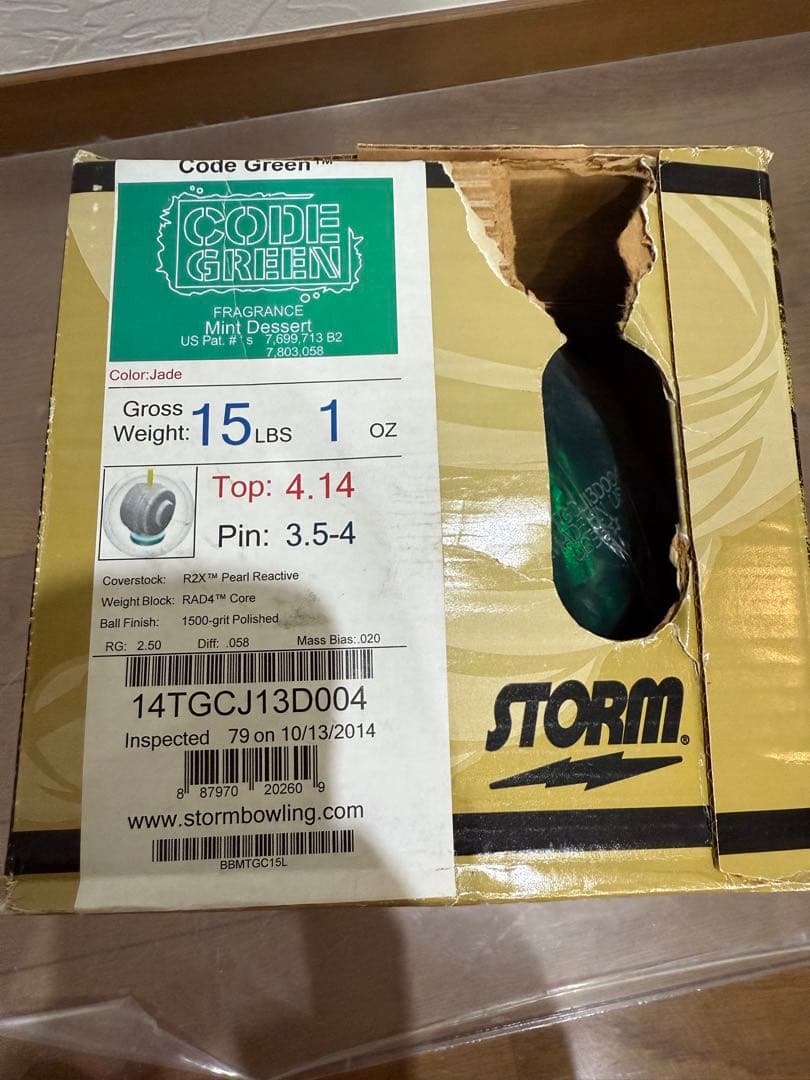 Code Green™
CODE
GREEN
FRAGRANCE
Mint Dessert
US Pat. #'s 7,699,713 B2
7,803,058
Color:Jade
Gross Weight: 15 LBS 1 OZ
Top: 4.14
Pin: 3.5-4
Coverstock: R2X™ Pearl Reactive
Weight Block: RAD4™ Core
Ball Finish: 1500-grit Polished
RG: 2.50 Diff: .058 Mass Bias:.020
14TGCJ13D004
Inspected 79 on 10/13/2014
8 87970 20260 9
www.stormbowling.com
BBMTGC15L
STORM®